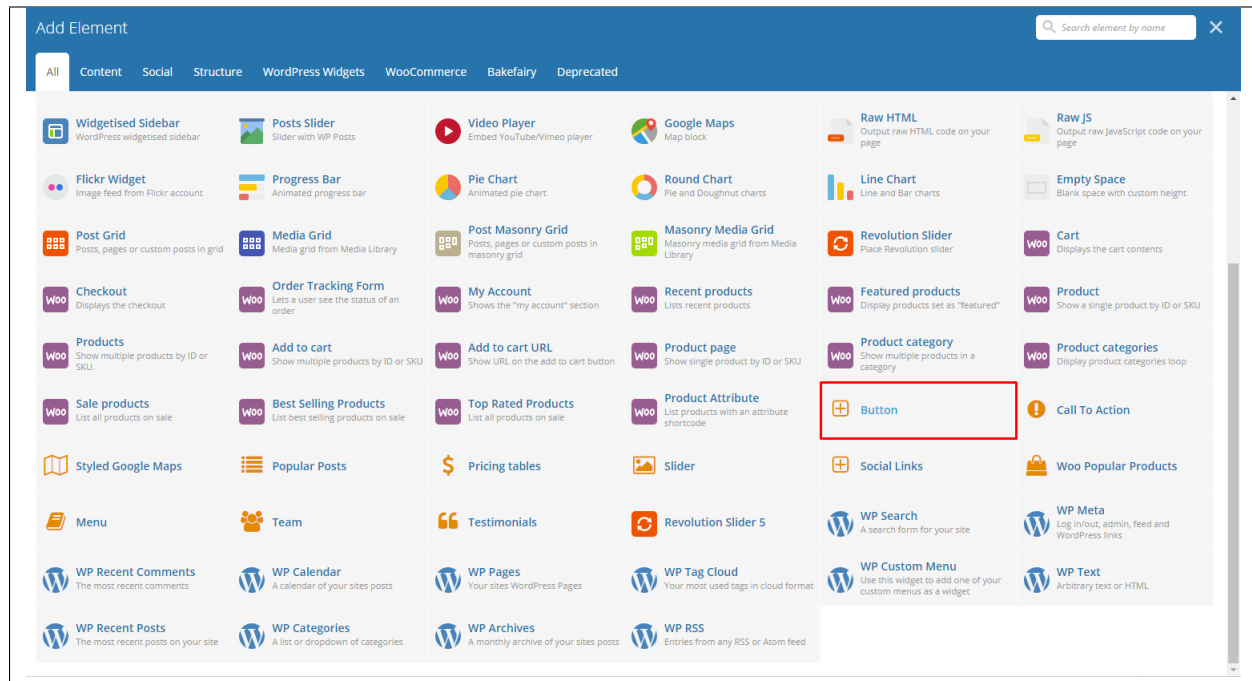 Add Element
Search element by name
All Content Social Structure WordPress Widgets WooCommerce Bakefairy Deprecated
Widgetised Sidebar
WordPress widgetised sidebar
Posts Slider
Slider with WP Posts
Video Player
Embed YouTube/Vimeo player
Google Maps
Map block
Raw HTML
Output raw HTML code on your
page
Raw JS
Output raw JavaScript code on your
page
Flickr Widget
Image feed from Flickr account
Progress Bar
Animated progress bar
Pie Chart
Animated pie chart
Round Chart
Pie and Doughnut charts
Line Chart
Line and Bar charts
Empty Space
Blank space with custom height
Post Grid
Posts, pages or custom posts in grid
Media Grid
Media grid from Media Library
Post Masonry Grid
Posts, pages or custom posts in
masonry grid
Masonry Media Grid
Masonry media grid from Media
Library
Revolution Slider
Place Revolution slider
Woo
Cart
Displays the cart contents
Woo
Checkout
Displays the checkout
Woo
Order Tracking Form
Lets a user see the status of an
order
Woo
My Account
Shows the "my account" section
Woo
Recent products
Lists recent products
Woo
Featured products
Display products set as "featured"
Woo
Product
Show a single product by ID or SKU
Woo
Products
Show multiple products by ID or
SKU.
Woo
Add to cart
Show multiple products by ID or SKU
Woo
Add to cart URL
Show URL on the add to cart button
Woo
Product page
Show single product by ID or SKU
Woo
Product category
Show multiple products in a
category
Woo
Product categories
Display product categories loop
Woo
Sale products
List all products on sale
Woo
Best Selling Products
List best selling products on sale
Woo
Top Rated Products
List all products on sale
Woo
Product Attribute
List products with an attribute
shortcode
Button
Call To Action
Styled Google Maps
Popular Posts
Pricing tables
Slider
Social Links
Woo Popular Products
Menu
Team
Testimonials
Revolution Slider 5
WP Search
A search form for your site
WP Meta
Log in/out, admin, feed and
WordPress links
WP Recent Comments
The most recent comments
WP Calendar
A calendar of your sites posts
WP Pages
Your sites WordPress Pages
WP Tag Cloud
Your most used tags in cloud format
WP Custom Menu
Use this widget to add one of your
custom menus as a widget
WP Text
Arbitrary text or HTML
WP Recent Posts
The most recent posts on your site
WP Categories
A list or dropdown of categories
WP Archives
A monthly archive of your sites posts
WP RSS
Entries from any RSS or Atom feed